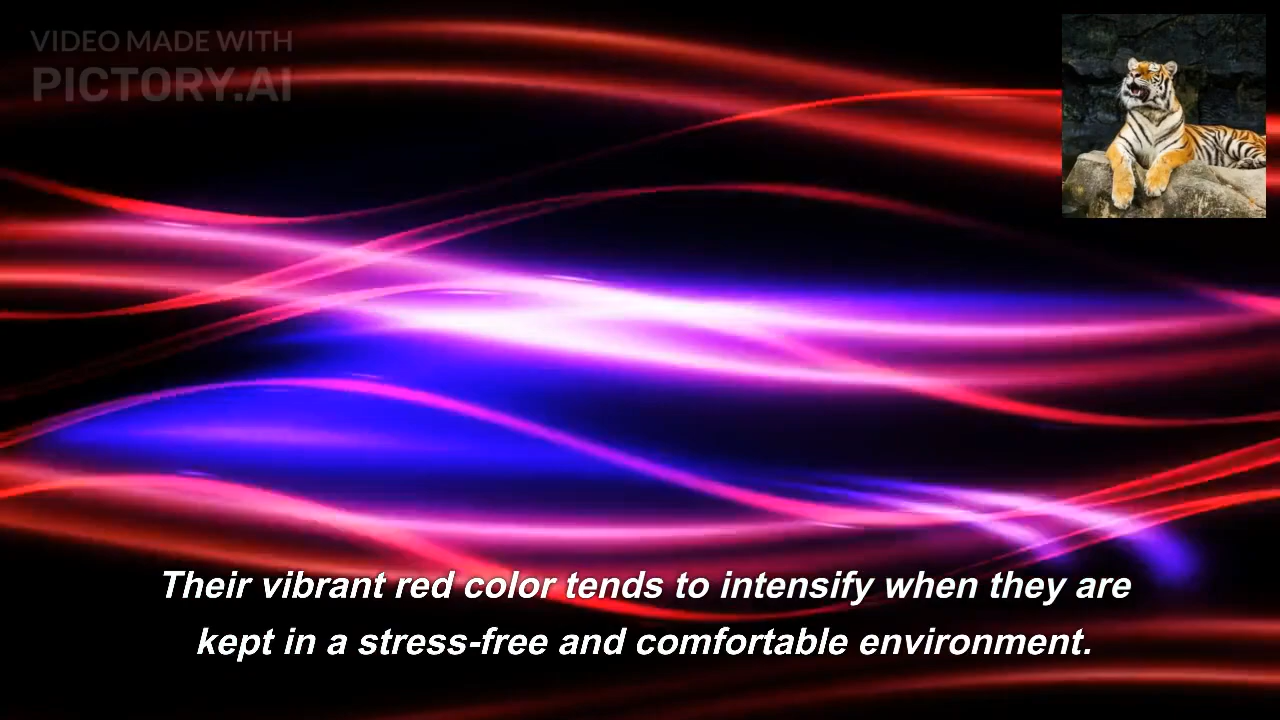 VIDEO MADE WITH
PICTORY.AI
Their vibrant red color tends to intensify when they are
kept in a stress-free and comfortable environment.